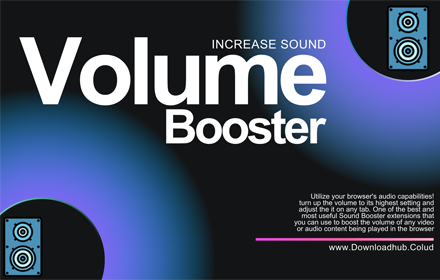 INCREASE SOUND
Volume
Booster
Utilize your browser's audio capabilities!
turn up the volume to its highest setting and
adjust the it on any tab. One of the best and
most useful Sound Booster extensions that
you can use to boost the volume of any video
or audio content being played in the browser
www.Downloadhub.Colud